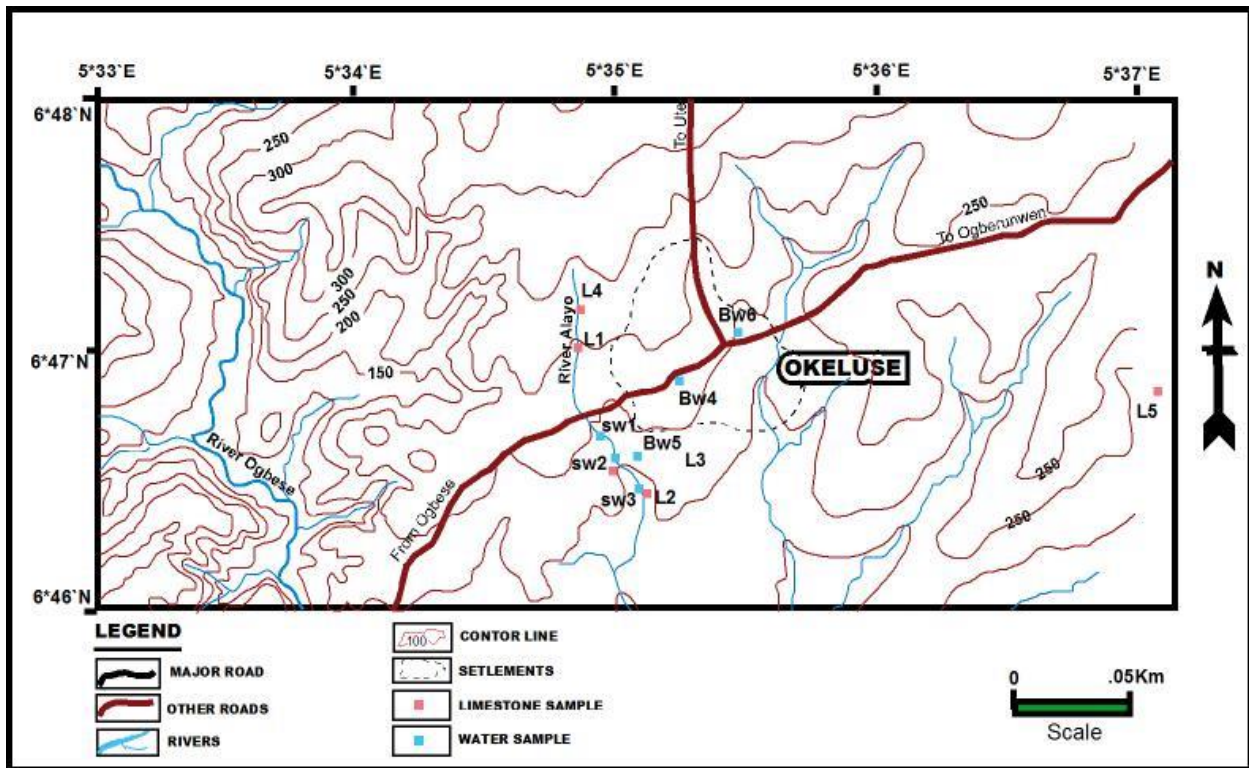 5*33`E
5*34`E
5*35`E
5*36`E
5*37`E
6*48`N
250
300
To Ute
250
To Ogberunwen
N
300
250
200
L4
River Alayo
L1
Bw6
6*47`N
150
OKELUSE
Bw4
L5
sw1
Bw5
River Ogbese
sw2
L3
250
sw3
L2
From Ogbese
250
6*46`N
LEGEND
MAJOR ROAD
OTHER ROADS
RIVERS
100
CONTOR LINE
SETLEMENTS
LIMESTONE SAMPLE
WATER SAMPLE
0 .05Km
Scale